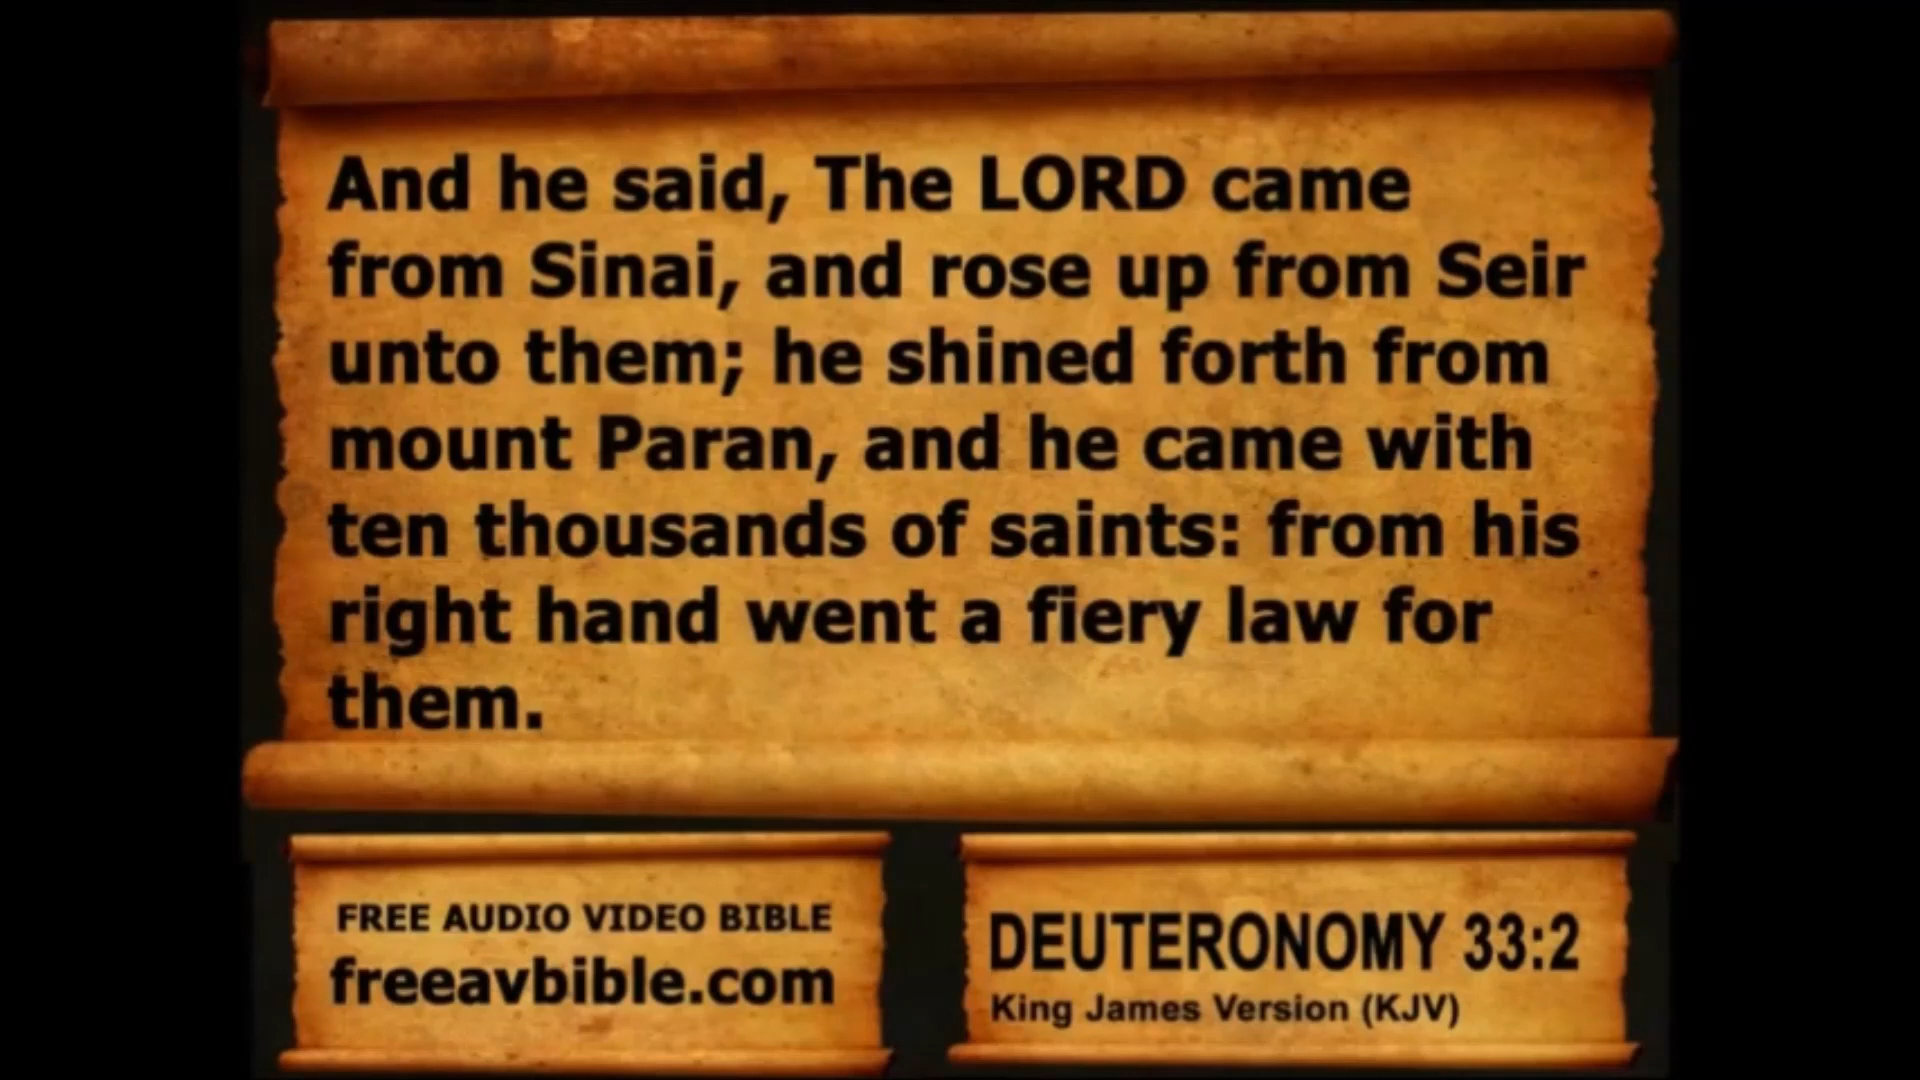 And he said, The LORD came
from Sinai, and rose up from Seir
unto them; he shined forth from
mount Paran, and he came with
ten thousands of saints: from his
right hand went a fiery law for
them.
FREE AUDIO VIDEO BIBLE
freeavbible.com
DEUTERONOMY 33:2
King James Version (KJV)